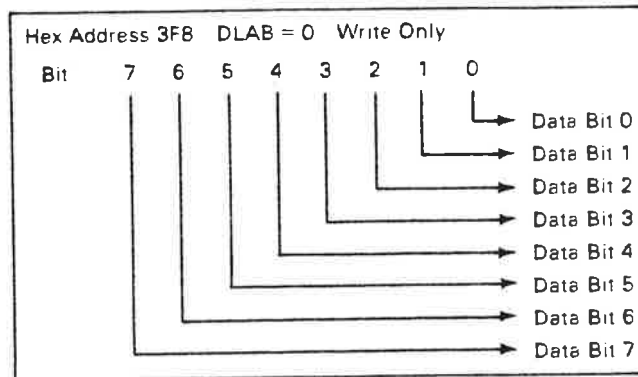 Hex Address 3F8 DLAB = 0 Write Only
Bit 7 6 5 4 3 2 1 0
Data Bit 0
Data Bit 1
Data Bit 2
Data Bit 3
Data Bit 4
Data Bit 5
Data Bit 6
Data Bit 7